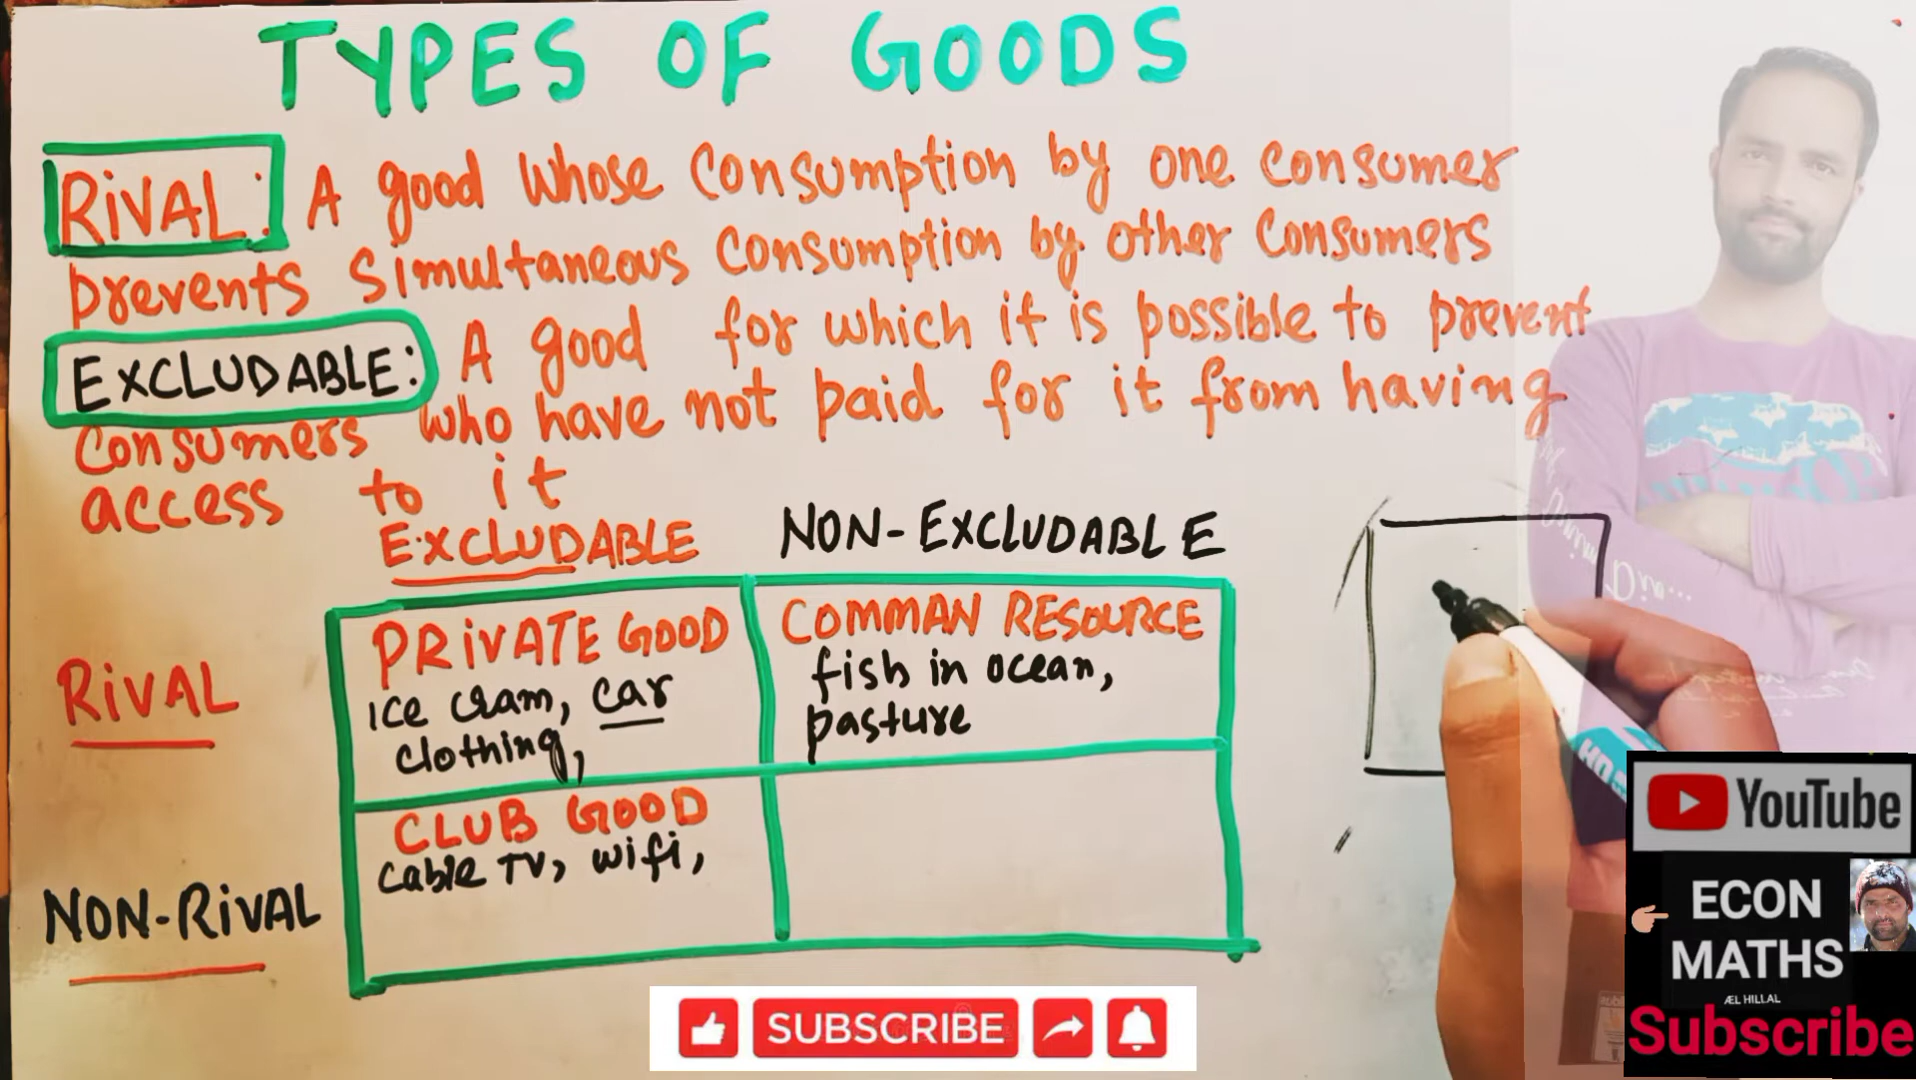 TYPES OF GOODS
RIVAL: A good whose consumption by one consumer
prevents simultaneous consumption by other consumers
EXCLUDABLE: A good for which it is possible to prevent
consumers who have not paid for it from having
access to it
EXCLUDABLE NON-EXCLUDABLE
RIVAL
PRIVATE GOOD
ice cram, car
clothing,
COMMAN RESOURCE
fish in ocean,
pasture
NON-RIVAL
CLUB GOOD
cable TV, wifi,
SUBSCRIBE
YouTube
ECON
MATHS
ÆL HILLAL
Subscribe